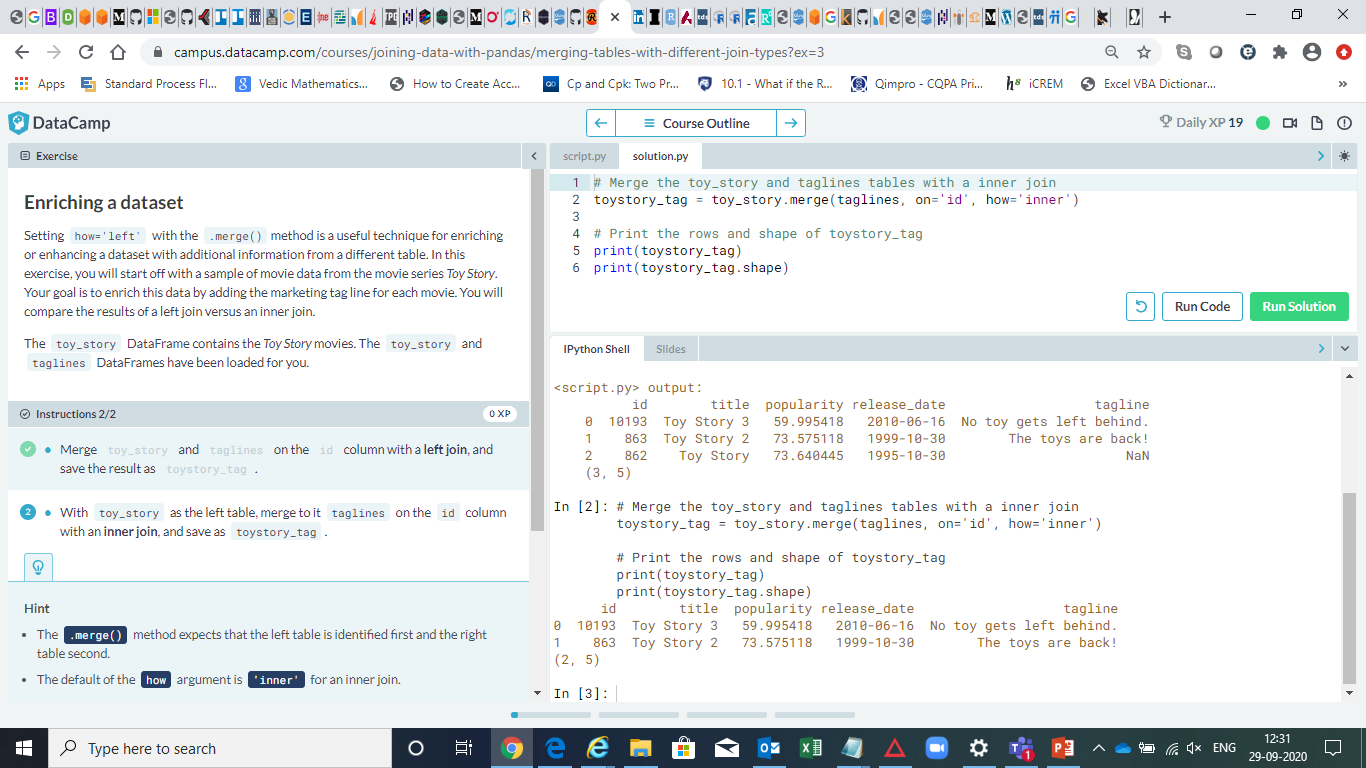 campus.datacamp.com/courses/joining-data-with-pandas/merging-tables-with-different-join-types?ex=3
Apps
Standard Process Fl...
Vedic Mathematics...
How to Create Acc...
Cp and Cpk: Two Pr...
10.1 - What if the R...
Qimpro - CQPA Pri...
iCREM
Excel VBA Dictionar...
»
DataCamp
Course Outline
Daily XP 19
Exercise
Enriching a dataset
Setting how='left' with the .merge() method is a useful technique for enriching
or enhancing a dataset with additional information from a different table. In this
exercise, you will start off with a sample of movie data from the movie series Toy Story.
Your goal is to enrich this data by adding the marketing tag line for each movie. You will
compare the results of a left join versus an inner join.
The toy_story DataFrame contains the Toy Story movies. The toy_story and
taglines DataFrames have been loaded for you.
Instructions 2/2
0 XP
• Merge toy_story and taglines on the id column with a left join, and
save the result as toystory_tag .
2 • With toy_story as the left table, merge to it taglines on the id column
with an inner join, and save as toystory_tag .
Hint
• The .merge() method expects that the left table is identified first and the right
table second.
• The default of the how argument is 'inner' for an inner join.
script.py
solution.py
1 # Merge the toy_story and taglines tables with a inner join
2 toystory_tag = toy_story.merge(taglines, on='id', how='inner')
3
4 # Print the rows and shape of toystory_tag
5 print(toystory_tag)
6 print(toystory_tag.shape)
Run Code
Run Solution
IPython Shell
Slides
<script.py> output:
id title popularity release_date tagline
0 10193 Toy Story 3 59.995418 2010-06-16 No toy gets left behind.
1 863 Toy Story 2 73.575118 1999-10-30 The toys are back!
2 862 Toy Story 73.640445 1995-10-30 NaN
(3, 5)
In [2]: # Merge the toy_story and taglines tables with a inner join
toystory_tag = toy_story.merge(taglines, on='id', how='inner')
# Print the rows and shape of toystory_tag
print(toystory_tag)
print(toystory_tag.shape)
id title popularity release_date tagline
0 10193 Toy Story 3 59.995418 2010-06-16 No toy gets left behind.
1 863 Toy Story 2 73.575118 1999-10-30 The toys are back!
(2, 5)
In [3]:
Type here to search
ENG
12:31
29-09-2020